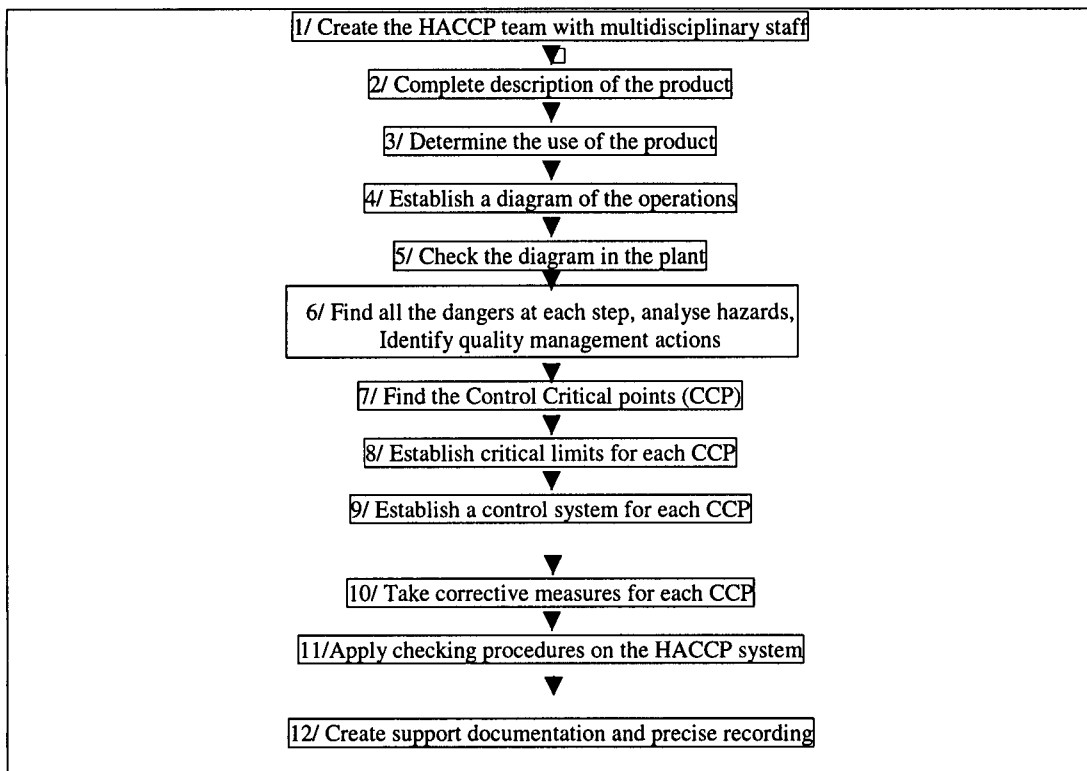 1/ Create the HACCP team with multidisciplinary staff
2/ Complete description of the product
3/ Determine the use of the product
4/ Establish a diagram of the operations
5/ Check the diagram in the plant
6/ Find all the dangers at each step, analyse hazards,
Identify quality management actions
7/ Find the Control Critical points (CCP)
8/ Establish critical limits for each CCP
9/ Establish a control system for each CCP
10/ Take corrective measures for each CCP
11/Apply checking procedures on the HACCP system
12/ Create support documentation and precise recording